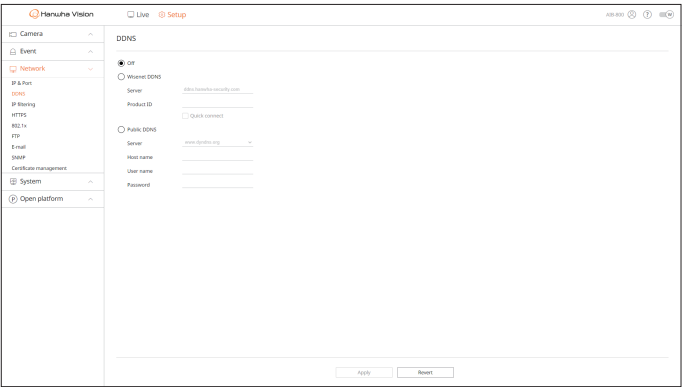 Hanwha Vision
Live Setup
AIB-800
Camera
Event
Network
IP & Port
DDNS
IP filtering
HTTPS
802.1x
FTP
E-mail
SNMP
Certificate management
System
Open platform
DDNS
Off
Wisenet DDNS
Server ddns.hanwha-security.com
Product ID
Quick connect
Public DDNS
Server www.dyndns.org
Host name
User name
Password
Apply Revert